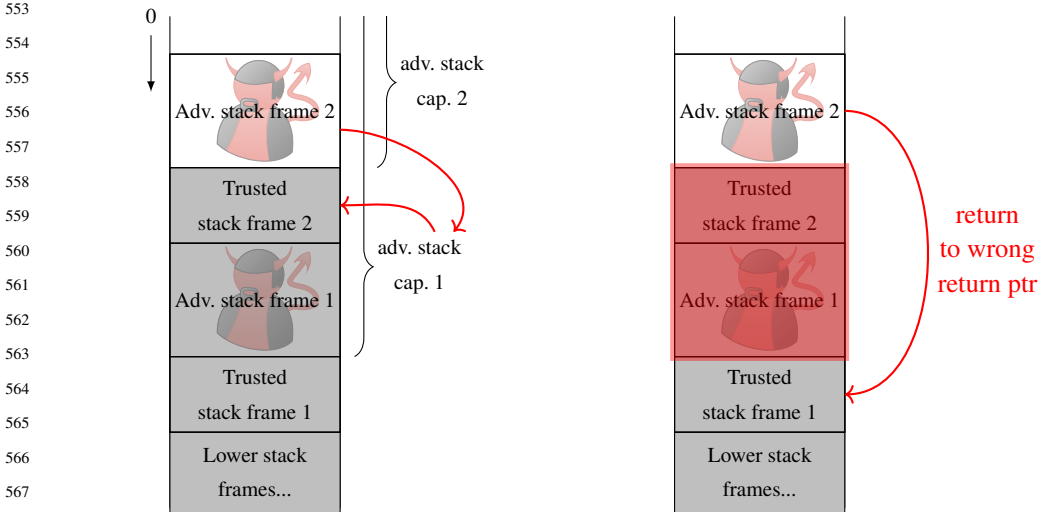 553
554
555
556
557
558
559
560
561
562
563
564
565
566
567
0
Adv. stack frame 2
Trusted
stack frame 2
Adv. stack frame 1
Trusted
stack frame 1
Lower stack
frames...
adv. stack
cap. 2
adv. stack
cap. 1
Adv. stack frame 2
Trusted
stack frame 2
Adv. stack frame 1
Trusted
stack frame 1
Lower stack
frames...
return
to wrong
return ptr